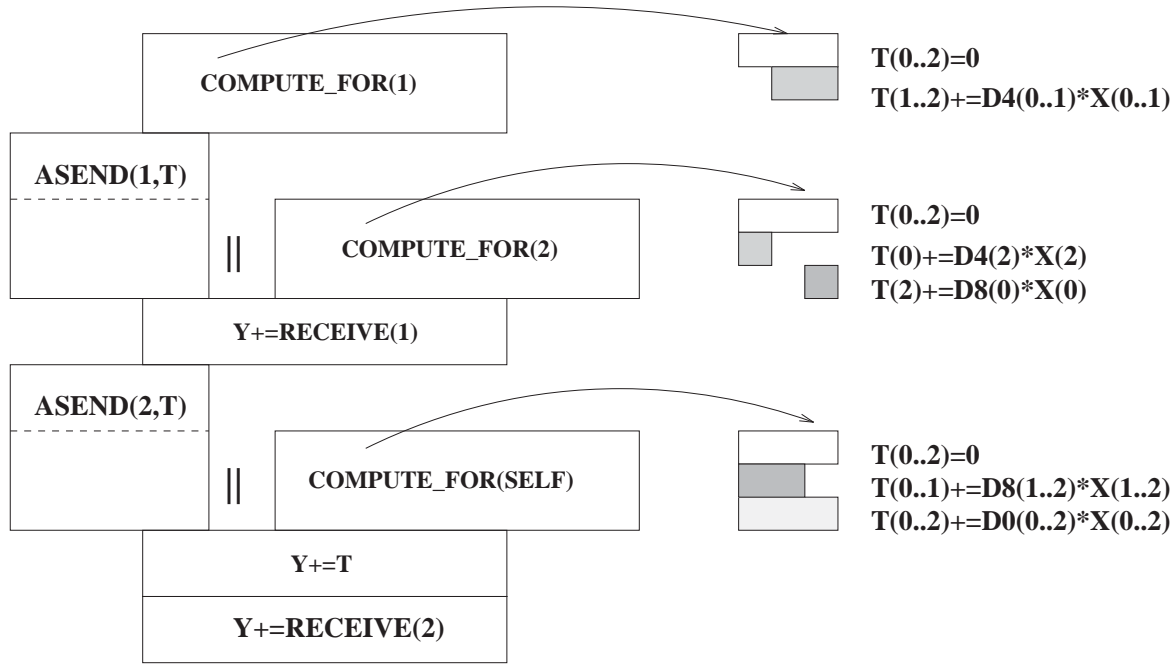 COMPUTE_FOR(1)
T(0..2)=0
T(1..2)+=D4(0..1)*X(0..1)
ASEND(1,T)
||
COMPUTE_FOR(2)
T(0..2)=0
T(0)+=D4(2)*X(2)
T(2)+=D8(0)*X(0)
Y+=RECEIVE(1)
ASEND(2,T)
||
COMPUTE_FOR(SELF)
T(0..2)=0
T(0..1)+=D8(1..2)*X(1..2)
T(0..2)+=D0(0..2)*X(0..2)
Y+=T
Y+=RECEIVE(2)